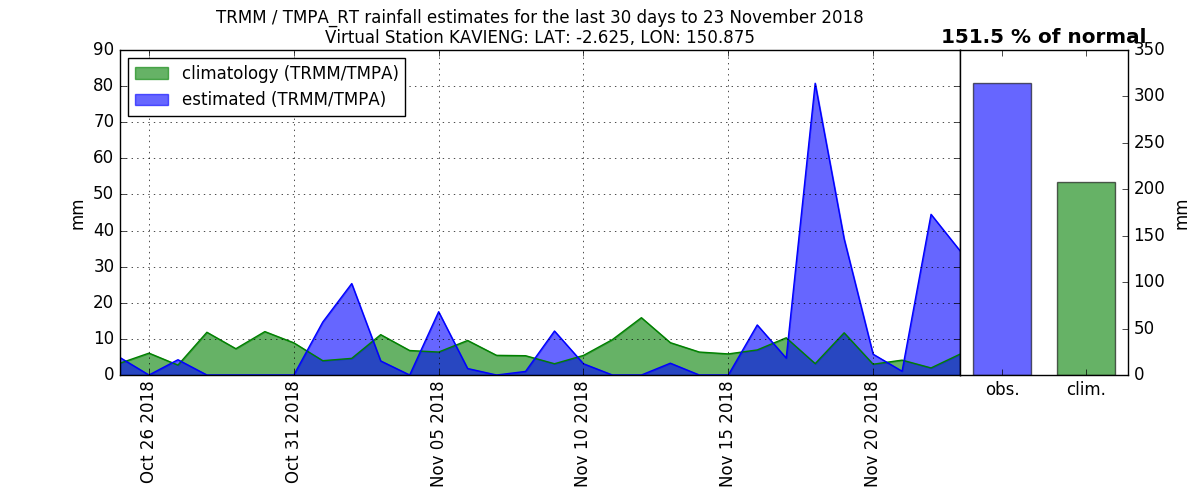 TRMM / TMPA_RT rainfall estimates for the last 30 days to 23 November 2018
Virtual Station KAVIENG: LAT: -2.625, LON: 150.875
151.5 % of normal
climatology (TRMM/TMPA)
estimated (TRMM/TMPA)
90
80
70
60
50
40
30
20
10
0
mm
Oct 26 2018
Oct 31 2018
Nov 05 2018
Nov 10 2018
Nov 15 2018
Nov 20 2018
350
300
250
200
150
100
50
0
mm
obs.
clim.